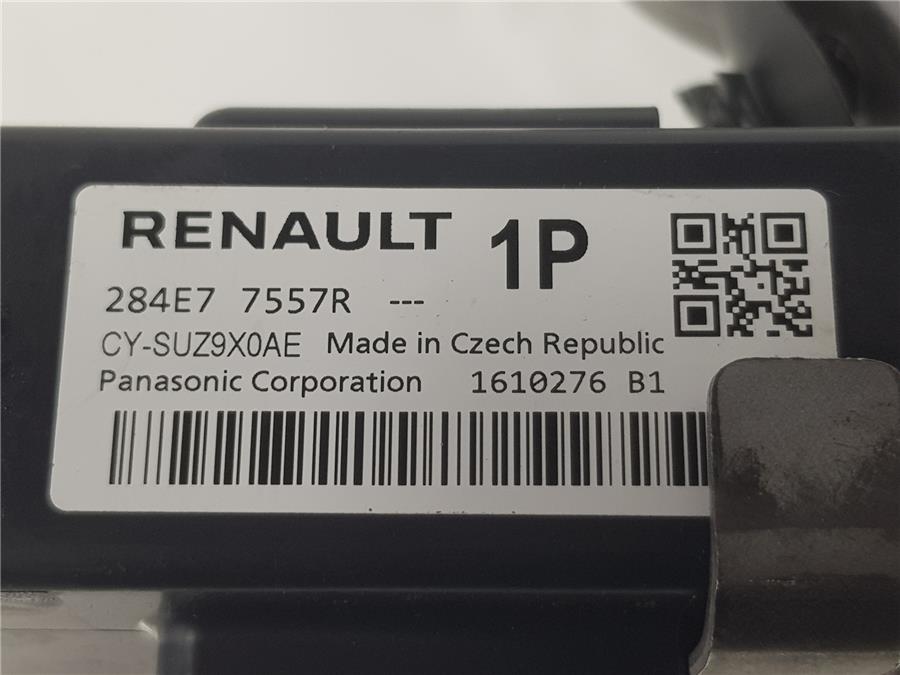 RENAULT 1P
284E7 7557R ---
CY-SUZ9X0AE Made in Czech Republic
Panasonic Corporation 1610276 B1